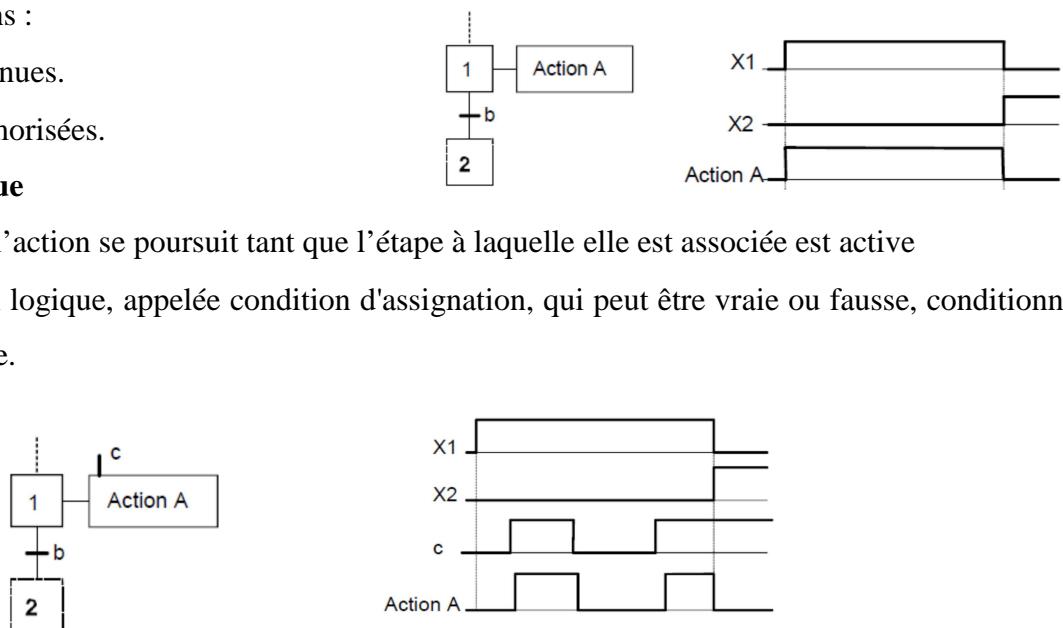 ns :
nues.
norisées.
ue
1 Action A
b
2
X1
X2
Action A
l’action se poursuit tant que l’étape à laquelle elle est associée est active
logique, appelée condition d'assignation, qui peut être vraie ou fausse, conditionn
e.
c
1 Action A
b
2
X1
X2
c
Action A